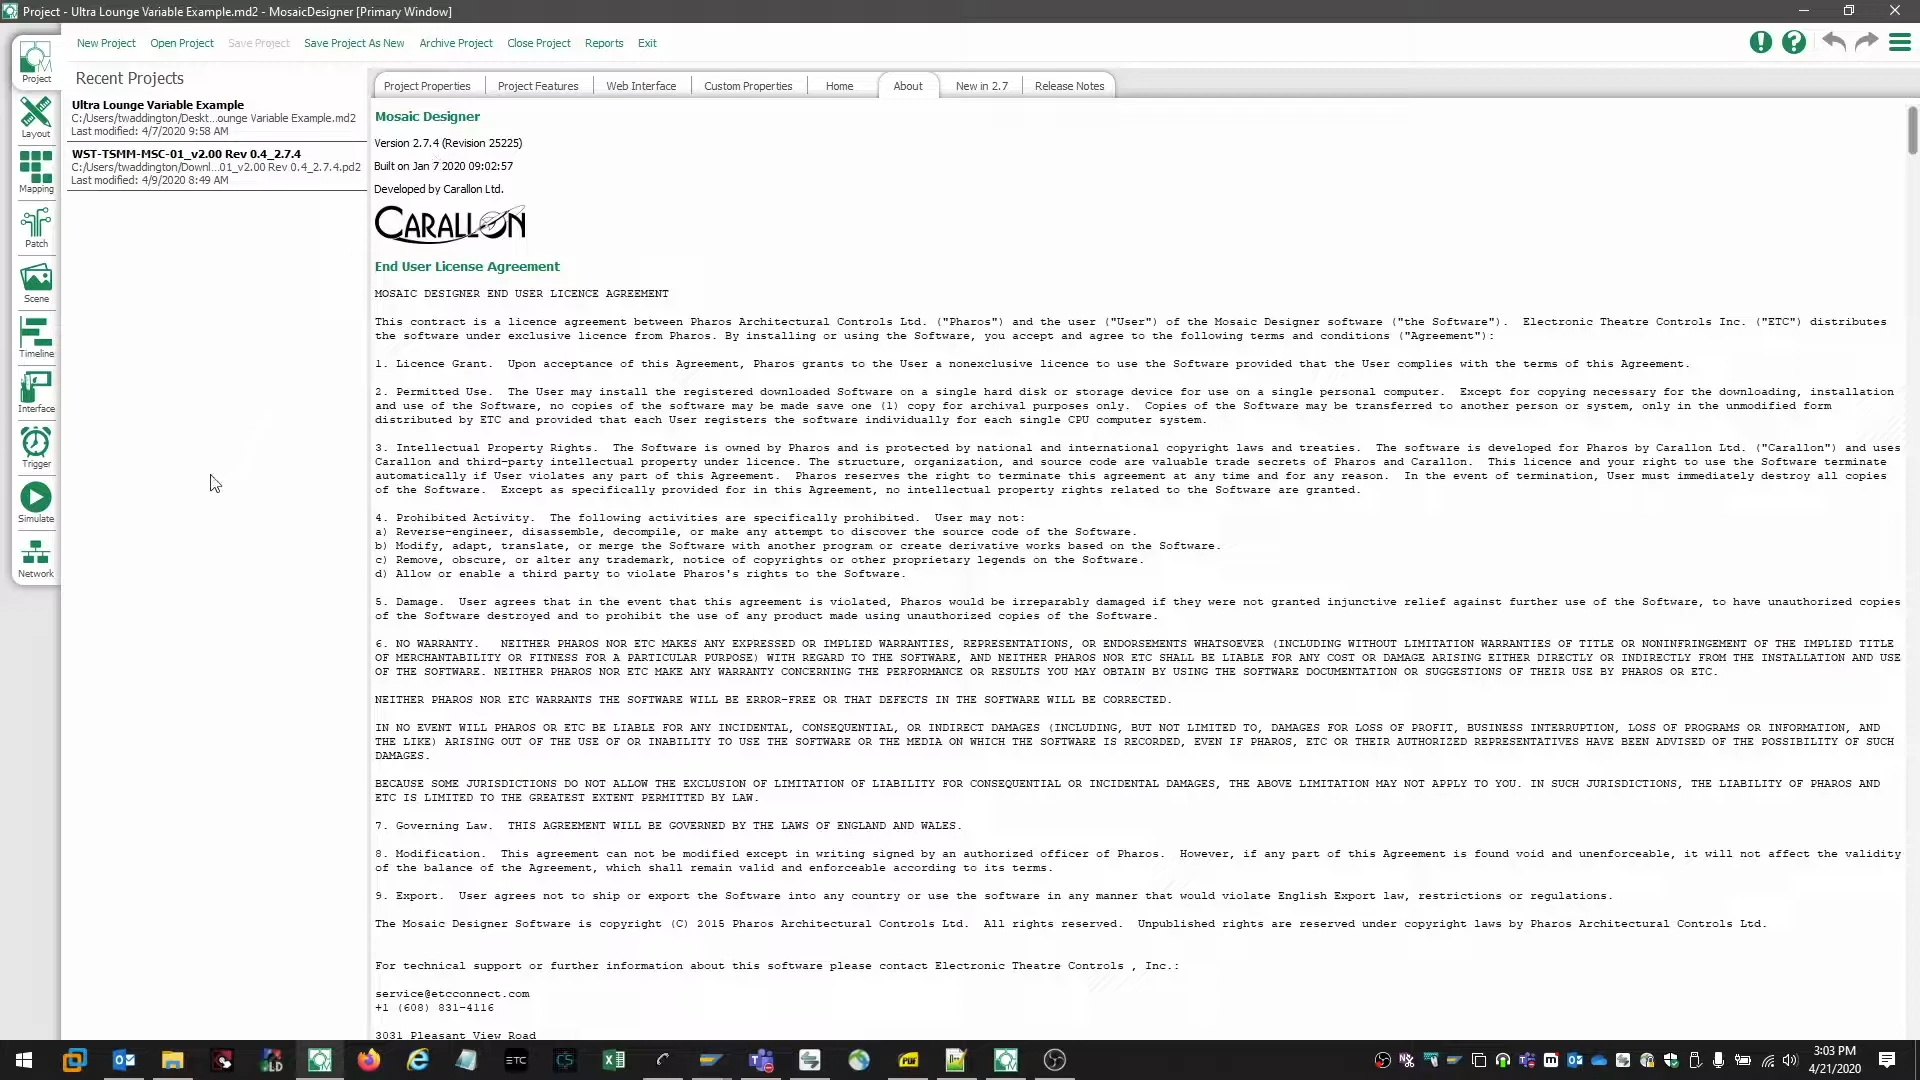 Project - Ultra Lounge Variable Example.md2 - MosaicDesigner [Primary Window]
New Project Open Project Save Project Save Project As New Archive Project Close Project Reports Exit
Project
Layout
Mapping
Patch
Scene
Timeline
Interface
Trigger
Simulate
Network
Recent Projects
Ultra Lounge Variable Example
C:/Users/twaddington/Deskt...ounge Variable Example.md2
Last modified: 4/7/2020 9:58 AM
WST-TSMM-MSC-01_v2.00 Rev 0.4_2.7.4
C:/Users/twaddington/Downl...01_v2.00 Rev 0.4_2.7.4.pd2
Last modified: 4/9/2020 8:49 AM
Project Properties Project Features Web Interface Custom Properties Home About New in 2.7 Release Notes
Mosaic Designer
Version 2.7.4 (Revision 25225)
Built on Jan 7 2020 09:02:57
Developed by Carallon Ltd.
CARALLON
End User License Agreement
MOSAIC DESIGNER END USER LICENCE AGREEMENT
This contract is a licence agreement between Pharos Architectural Controls Ltd. ("Pharos") and the user ("User") of the Mosaic Designer software ("the Software"). Electronic Theatre Controls Inc. ("ETC") distributes
the software under exclusive licence from Pharos. By installing or using the Software, you accept and agree to the following terms and conditions ("Agreement"):
1. Licence Grant. Upon acceptance of this Agreement, Pharos grants to the User a nonexclusive licence to use the Software provided that the User complies with the terms of this Agreement.
2. Permitted Use. The User may install the registered downloaded Software on a single hard disk or storage device for use on a single personal computer. Except for copying necessary for the downloading, installation
and use of the Software, no copies of the software may be made save one (1) copy for archival purposes only. Copies of the Software may be transferred to another person or system, only in the unmodified form
distributed by ETC and provided that each User registers the software individually for each single CPU computer system.
3. Intellectual Property Rights. The Software is owned by Pharos and is protected by national and international copyright laws and treaties. The software is developed for Pharos by Carallon Ltd. ("Carallon") and uses
Carallon and third-party intellectual property under licence. The structure, organization, and source code are valuable trade secrets of Pharos and Carallon. This licence and your right to use the Software terminate
automatically if User violates any part of this Agreement. Pharos reserves the right to terminate this agreement at any time and for any reason. In the event of termination, User must immediately destroy all copies
of the Software. Except as specifically provided for in this Agreement, no intellectual property rights related to the Software are granted.
4. Prohibited Activity. The following activities are specifically prohibited. User may not:
a) Reverse-engineer, disassemble, decompile, or make any attempt to discover the source code of the Software.
b) Modify, adapt, translate, or merge the Software with another program or create derivative works based on the Software.
c) Remove, obscure, or alter any trademark, notice of copyrights or other proprietary legends on the Software.
d) Allow or enable a third party to violate Pharos's rights to the Software.
5. Damage. User agrees that in the event that this agreement is violated, Pharos would be irreparably damaged if they were not granted injunctive relief against further use of the Software, to have unauthorized copies
of the Software destroyed and to prohibit the use of any product made using unauthorized copies of the Software.
6. NO WARRANTY. NEITHER PHAROS NOR ETC MAKES ANY EXPRESSED OR IMPLIED WARRANTIES, REPRESENTATIONS, OR ENDORSEMENTS WHATSOEVER (INCLUDING WITHOUT LIMITATION WARRANTIES OF TITLE OR NONINFRINGEMENT OF THE IMPLIED TITLE
OF MERCHANTABILITY OR FITNESS FOR A PARTICULAR PURPOSE) WITH REGARD TO THE SOFTWARE, AND NEITHER PHAROS NOR ETC SHALL BE LIABLE FOR ANY COST OR DAMAGE ARISING EITHER DIRECTLY OR INDIRECTLY FROM THE INSTALLATION AND USE
OF THE SOFTWARE. NEITHER PHAROS NOR ETC MAKE ANY WARRANTY CONCERNING THE PERFORMANCE OR RESULTS YOU MAY OBTAIN BY USING THE SOFTWARE DOCUMENTATION OR SUGGESTIONS OF THEIR USE BY PHAROS OR ETC.
NEITHER PHAROS NOR ETC WARRANTS THE SOFTWARE WILL BE ERROR-FREE OR THAT DEFECTS IN THE SOFTWARE WILL BE CORRECTED.
IN NO EVENT WILL PHAROS OR ETC BE LIABLE FOR ANY INCIDENTAL, CONSEQUENTIAL, OR INDIRECT DAMAGES (INCLUDING, BUT NOT LIMITED TO, DAMAGES FOR LOSS OF PROFIT, BUSINESS INTERRUPTION, LOSS OF PROGRAMS OR INFORMATION, AND
THE LIKE) ARISING OUT OF THE USE OF OR INABILITY TO USE THE SOFTWARE OR THE MEDIA ON WHICH THE SOFTWARE IS RECORDED, EVEN IF PHAROS, ETC OR THEIR AUTHORIZED REPRESENTATIVES HAVE BEEN ADVISED OF THE POSSIBILITY OF SUCH
DAMAGES.
BECAUSE SOME JURISDICTIONS DO NOT ALLOW THE EXCLUSION OF LIMITATION OF LIABILITY FOR CONSEQUENTIAL OR INCIDENTAL DAMAGES, THE ABOVE LIMITATION MAY NOT APPLY TO YOU. IN SUCH JURISDICTIONS, THE LIABILITY OF PHAROS AND
ETC IS LIMITED TO THE GREATEST EXTENT PERMITTED BY LAW.
7. Governing Law. THIS AGREEMENT WILL BE GOVERNED BY THE LAWS OF ENGLAND AND WALES.
8. Modification. This agreement can not be modified except in writing signed by an authorized officer of Pharos. However, if any part of this Agreement is found void and unenforceable, it will not affect the validity
of the balance of the Agreement, which shall remain valid and enforceable according to its terms.
9. Export. User agrees not to ship or export the Software into any country or use the software in any manner that would violate English Export law, restrictions or regulations.
The Mosaic Designer Software is copyright (C) 2015 Pharos Architectural Controls Ltd. All rights reserved. Unpublished rights are reserved under copyright laws by Pharos Architectural Controls Ltd.
For technical support or further information about this software please contact Electronic Theatre Controls , Inc.:
service@etcconnect.com
+1 (608) 831-4116
3031 Pleasant View Road
ETC
3:03 PM
4/21/2020